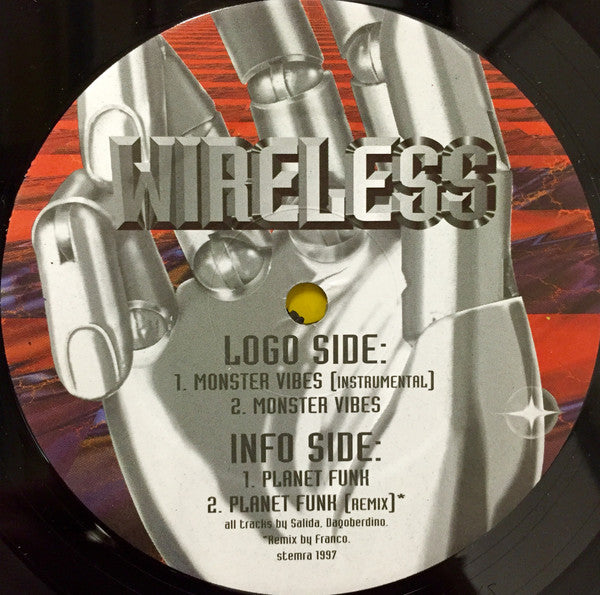 WIRELESS
LOGO SIDE:
1. MONSTER VIBES [INSTRUMENTAL]
2. MONSTER VIBES
INFO SIDE:
1. PLANET FUNK
2. PLANET FUNK [REMIX]*
all tracks by Salida, Dagoberdino.
*Remix by Franco.
stemra 1997